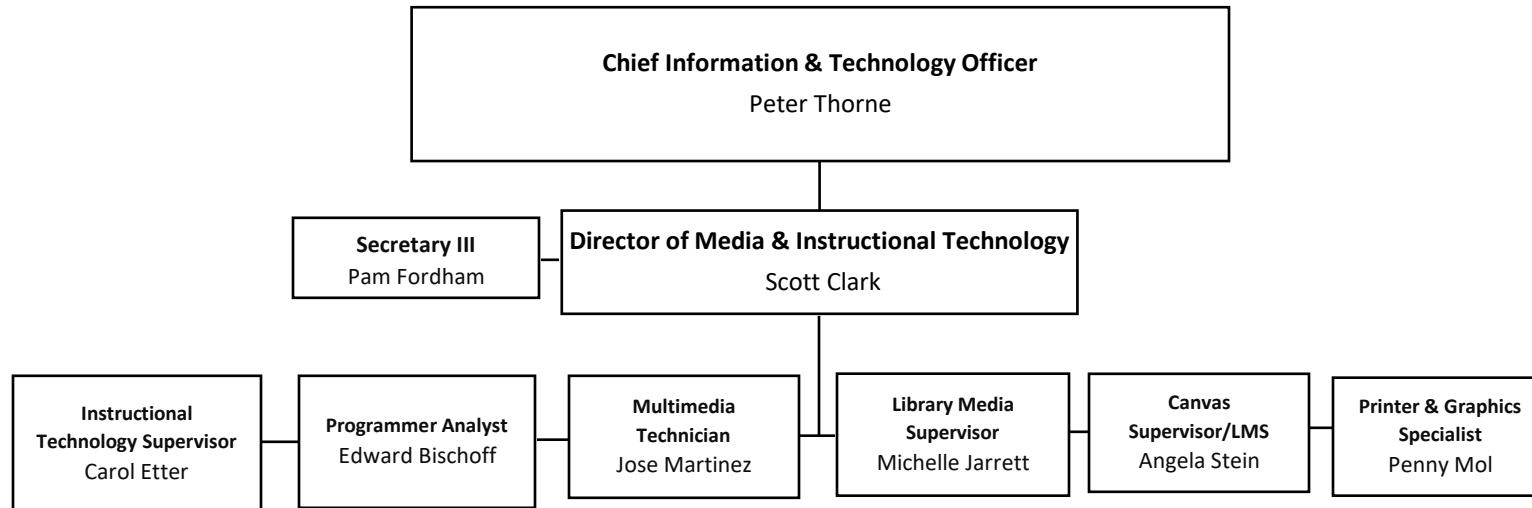 Chief Information & Technology Officer
Peter Thorne
Secretary III
Pam Fordham
Director of Media & Instructional Technology
Scott Clark
Instructional
Technology Supervisor
Carol Etter
Programmer Analyst
Edward Bischoff
Multimedia
Technician
Jose Martinez
Library Media
Supervisor
Michelle Jarrett
Canvas
Supervisor/LMS
Angela Stein
Printer & Graphics
Specialist
Penny Mol